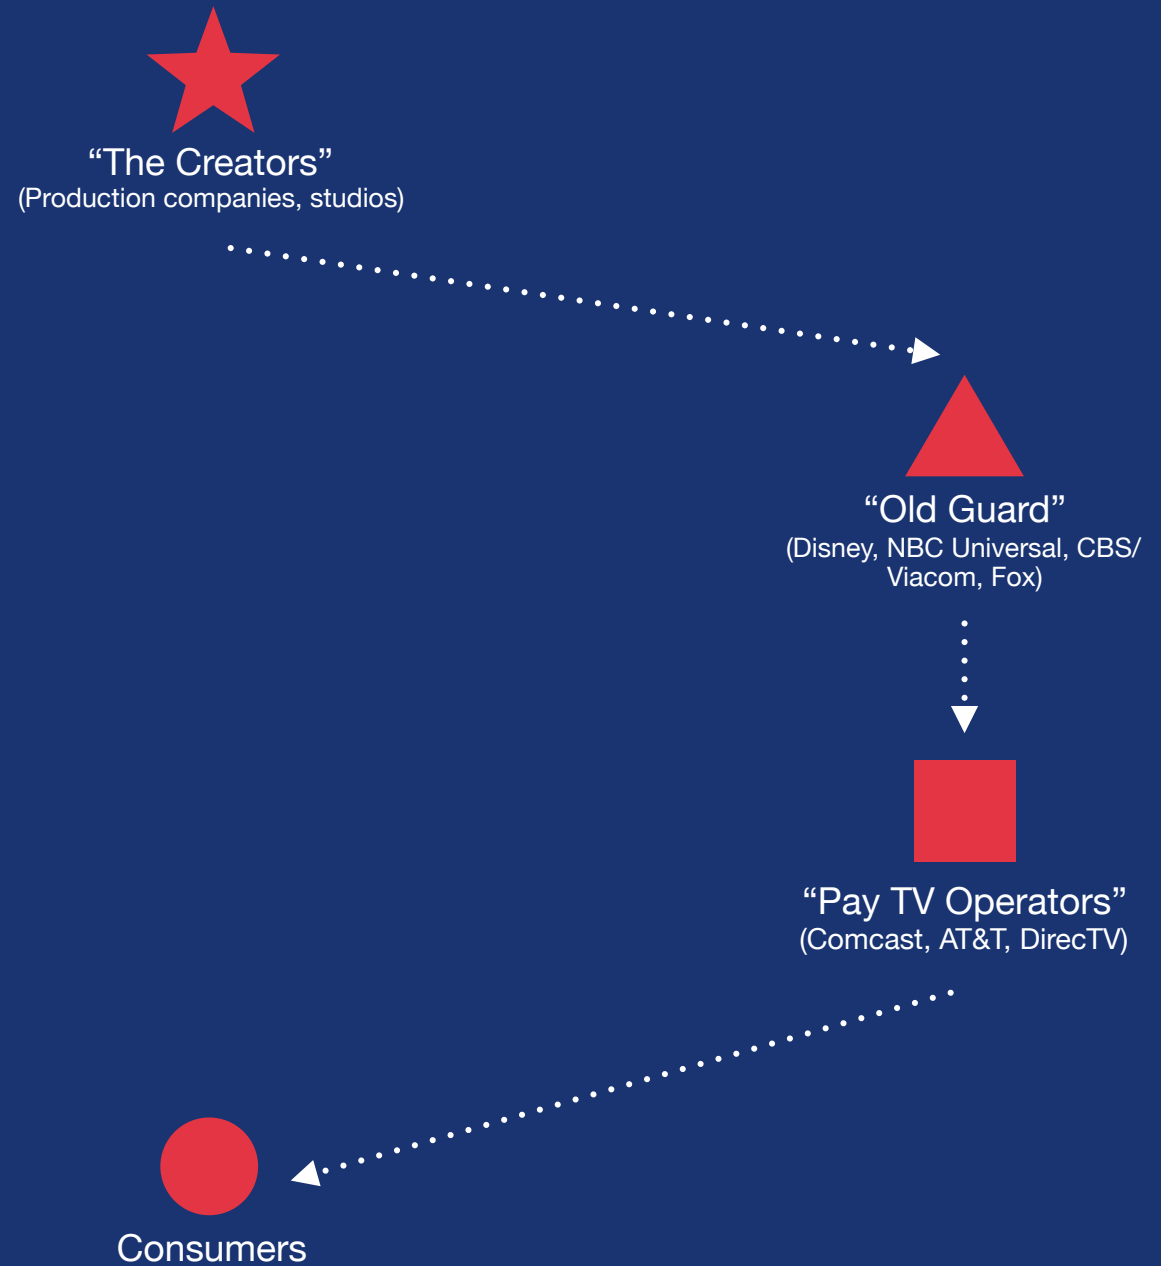 “The Creators”
(Production companies, studios)
“Old Guard”
(Disney, NBC Universal, CBS/
Viacom, Fox)
“Pay TV Operators”
(Comcast, AT&T, DirecTV)
Consumers